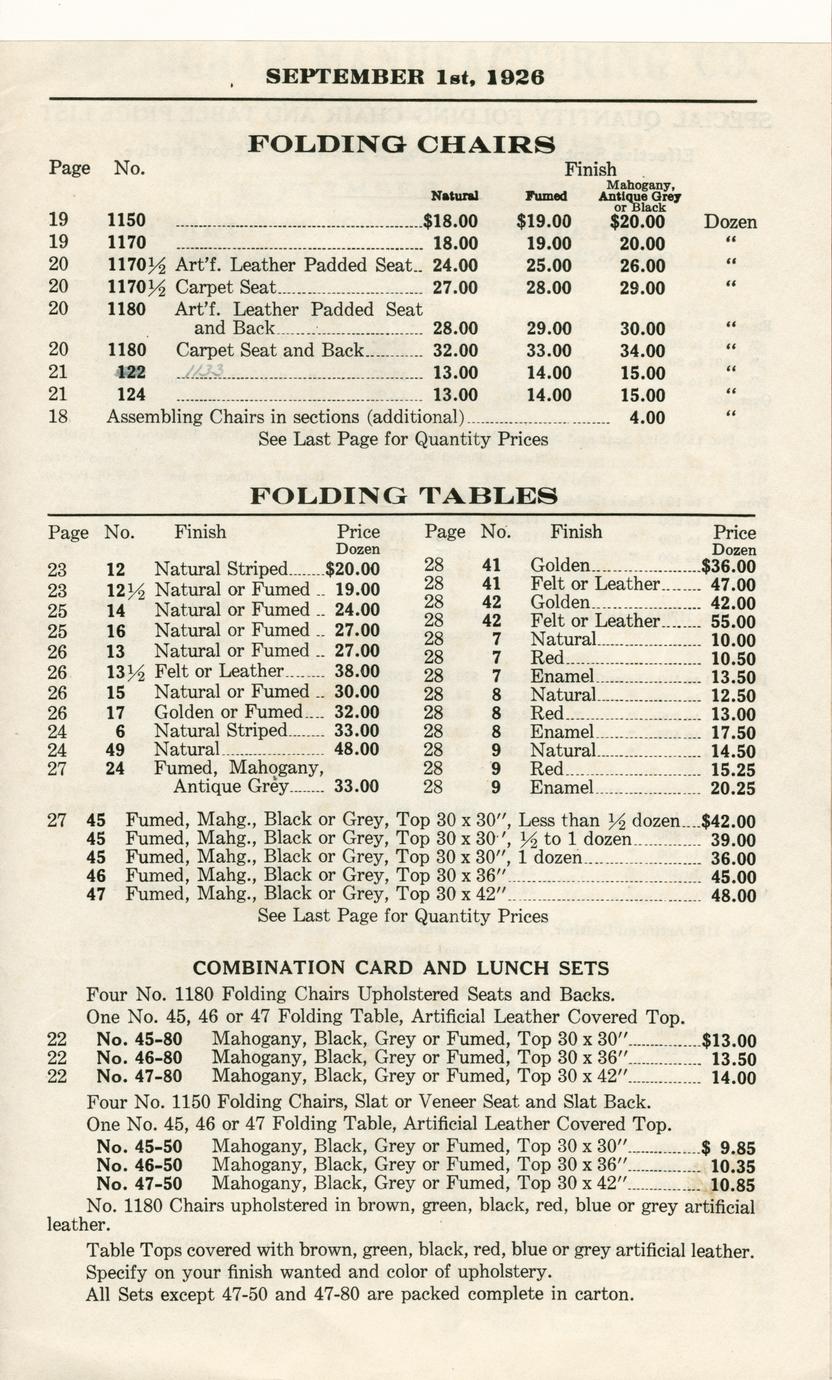 SEPTEMBER 1st, 1926
FOLDING CHAIRS
Page No. Finish
Natural Fumed Mahogany, Antique Grey or Black
19 1150 $18.00 $19.00 $20.00 Dozen
19 1170 18.00 19.00 20.00 “
20 1170½ Art'f. Leather Padded Seat 24.00 25.00 26.00 “
20 1170½ Carpet Seat 27.00 28.00 29.00 “
20 1180 Art'f. Leather Padded Seat
and Back 28.00 29.00 30.00 “
20 1180 Carpet Seat and Back 32.00 33.00 34.00 “
21 122 1133 13.00 14.00 15.00 “
21 124 13.00 14.00 15.00 “
18 Assembling Chairs in sections (additional) 4.00 “
See Last Page for Quantity Prices
FOLDING TABLES
Page No. Finish Price Dozen
23 12 Natural Striped $20.00
23 12½ Natural or Fumed 19.00
25 14 Natural or Fumed 24.00
25 16 Natural or Fumed 27.00
26 13 Natural or Fumed 27.00
26 13½ Felt or Leather 38.00
26 15 Natural or Fumed 30.00
26 17 Golden or Fumed 32.00
24 6 Natural Striped 33.00
24 49 Natural 48.00
27 24 Fumed, Mahogany,
Antique Grey 33.00
Page No. Finish Price Dozen
28 41 Golden $36.00
28 41 Felt or Leather 47.00
28 42 Golden 42.00
28 42 Felt or Leather 55.00
28 7 Natural 10.00
28 7 Red 10.50
28 7 Enamel 13.50
28 8 Natural 12.50
28 8 Red 13.00
28 8 Enamel 17.50
28 9 Natural 14.50
28 9 Red 15.25
28 9 Enamel 20.25
27 45 Fumed, Mahg., Black or Grey, Top 30 x 30″, Less than ½ dozen $42.00
45 Fumed, Mahg., Black or Grey, Top 30 x 30″, ½ to 1 dozen 39.00
45 Fumed, Mahg., Black or Grey, Top 30 x 30″, 1 dozen 36.00
46 Fumed, Mahg., Black or Grey, Top 30 x 36″ 45.00
47 Fumed, Mahg., Black or Grey, Top 30 x 42″ 48.00
See Last Page for Quantity Prices
COMBINATION CARD AND LUNCH SETS
Four No. 1180 Folding Chairs Upholstered Seats and Backs.
One No. 45, 46 or 47 Folding Table, Artificial Leather Covered Top.
22 No. 45-80 Mahogany, Black, Grey or Fumed, Top 30 x 30″ $13.00
22 No. 46-80 Mahogany, Black, Grey or Fumed, Top 30 x 36″ 13.50
22 No. 47-80 Mahogany, Black, Grey or Fumed, Top 30 x 42″ 14.00
Four No. 1150 Folding Chairs, Slat or Veneer Seat and Slat Back.
One No. 45, 46 or 47 Folding Table, Artificial Leather Covered Top.
No. 45-50 Mahogany, Black, Grey or Fumed, Top 30 x 30″ $ 9.85
No. 46-50 Mahogany, Black, Grey or Fumed, Top 30 x 36″ 10.35
No. 47-50 Mahogany, Black, Grey or Fumed, Top 30 x 42″ 10.85
No. 1180 Chairs upholstered in brown, green, black, red, blue or grey artificial
leather.
Table Tops covered with brown, green, black, red, blue or grey artificial leather.
Specify on your finish wanted and color of upholstery.
All Sets except 47-50 and 47-80 are packed complete in carton.